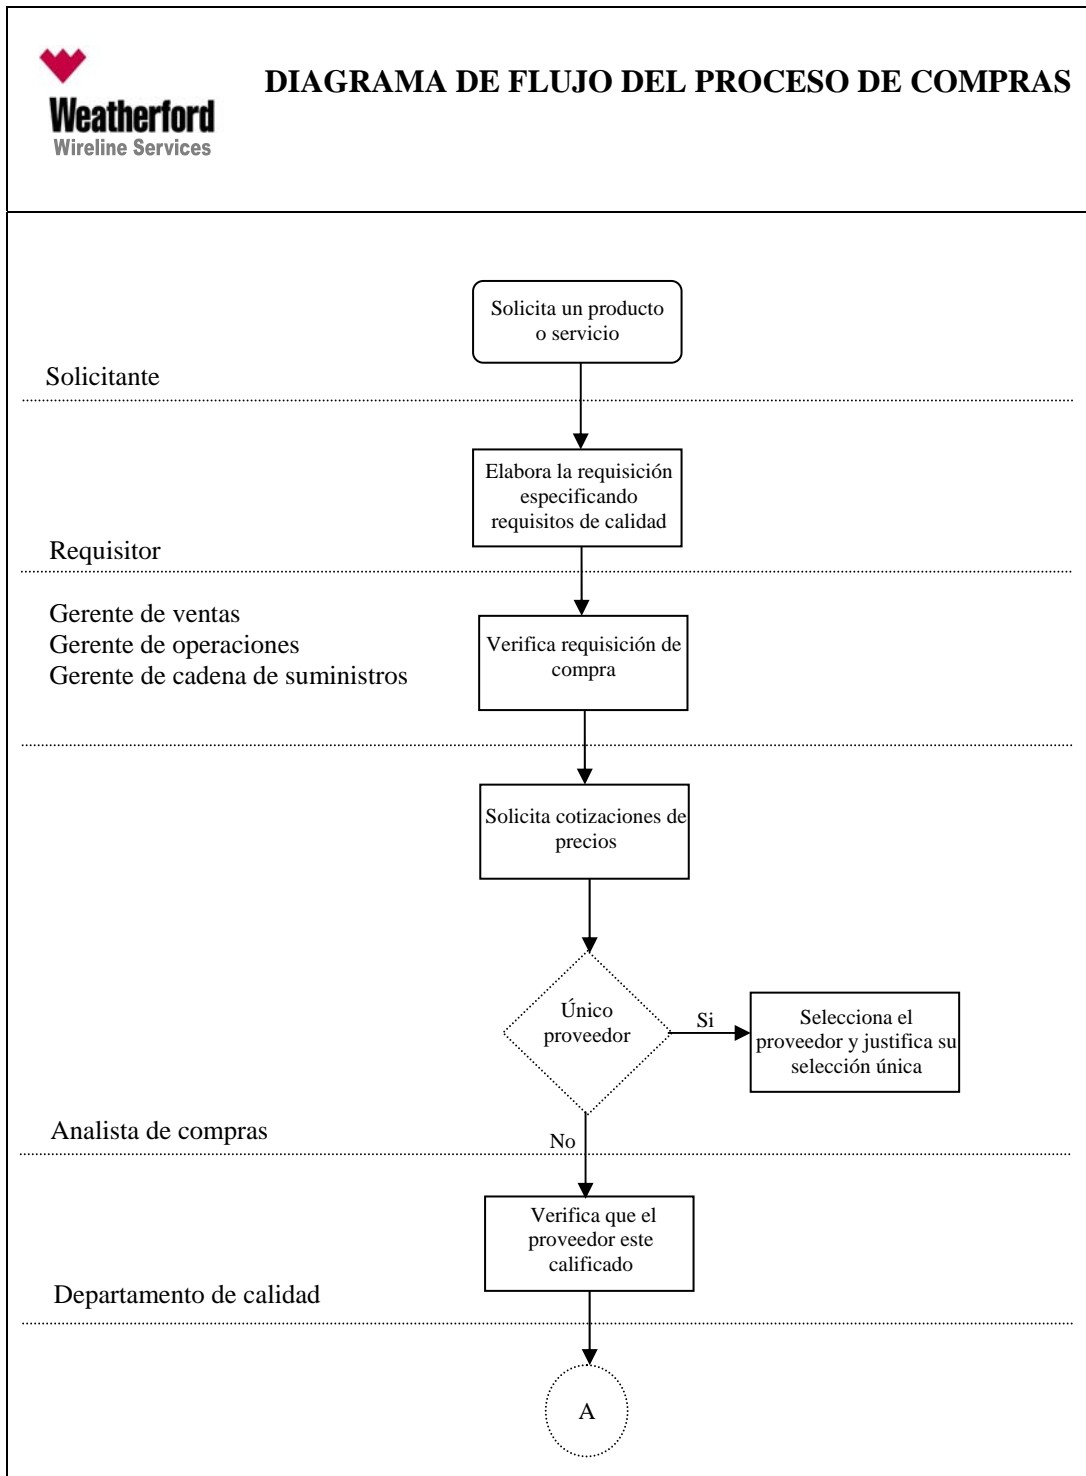 Weatherford
Wireline Services
DIAGRAMA DE FLUJO DEL PROCESO DE COMPRAS
Solicita un producto
o servicio
Solicitante
Elabora la requisición
especificando
requisitos de calidad
Requisitor
Gerente de ventas
Gerente de operaciones
Gerente de cadena de suministros
Verifica requisición de
compra
Solicita cotizaciones de
precios
Único
proveedor
Si
Selecciona el
proveedor y justifica su
selección única
Analista de compras
No
Verifica que el
proveedor este
calificado
Departamento de calidad
A